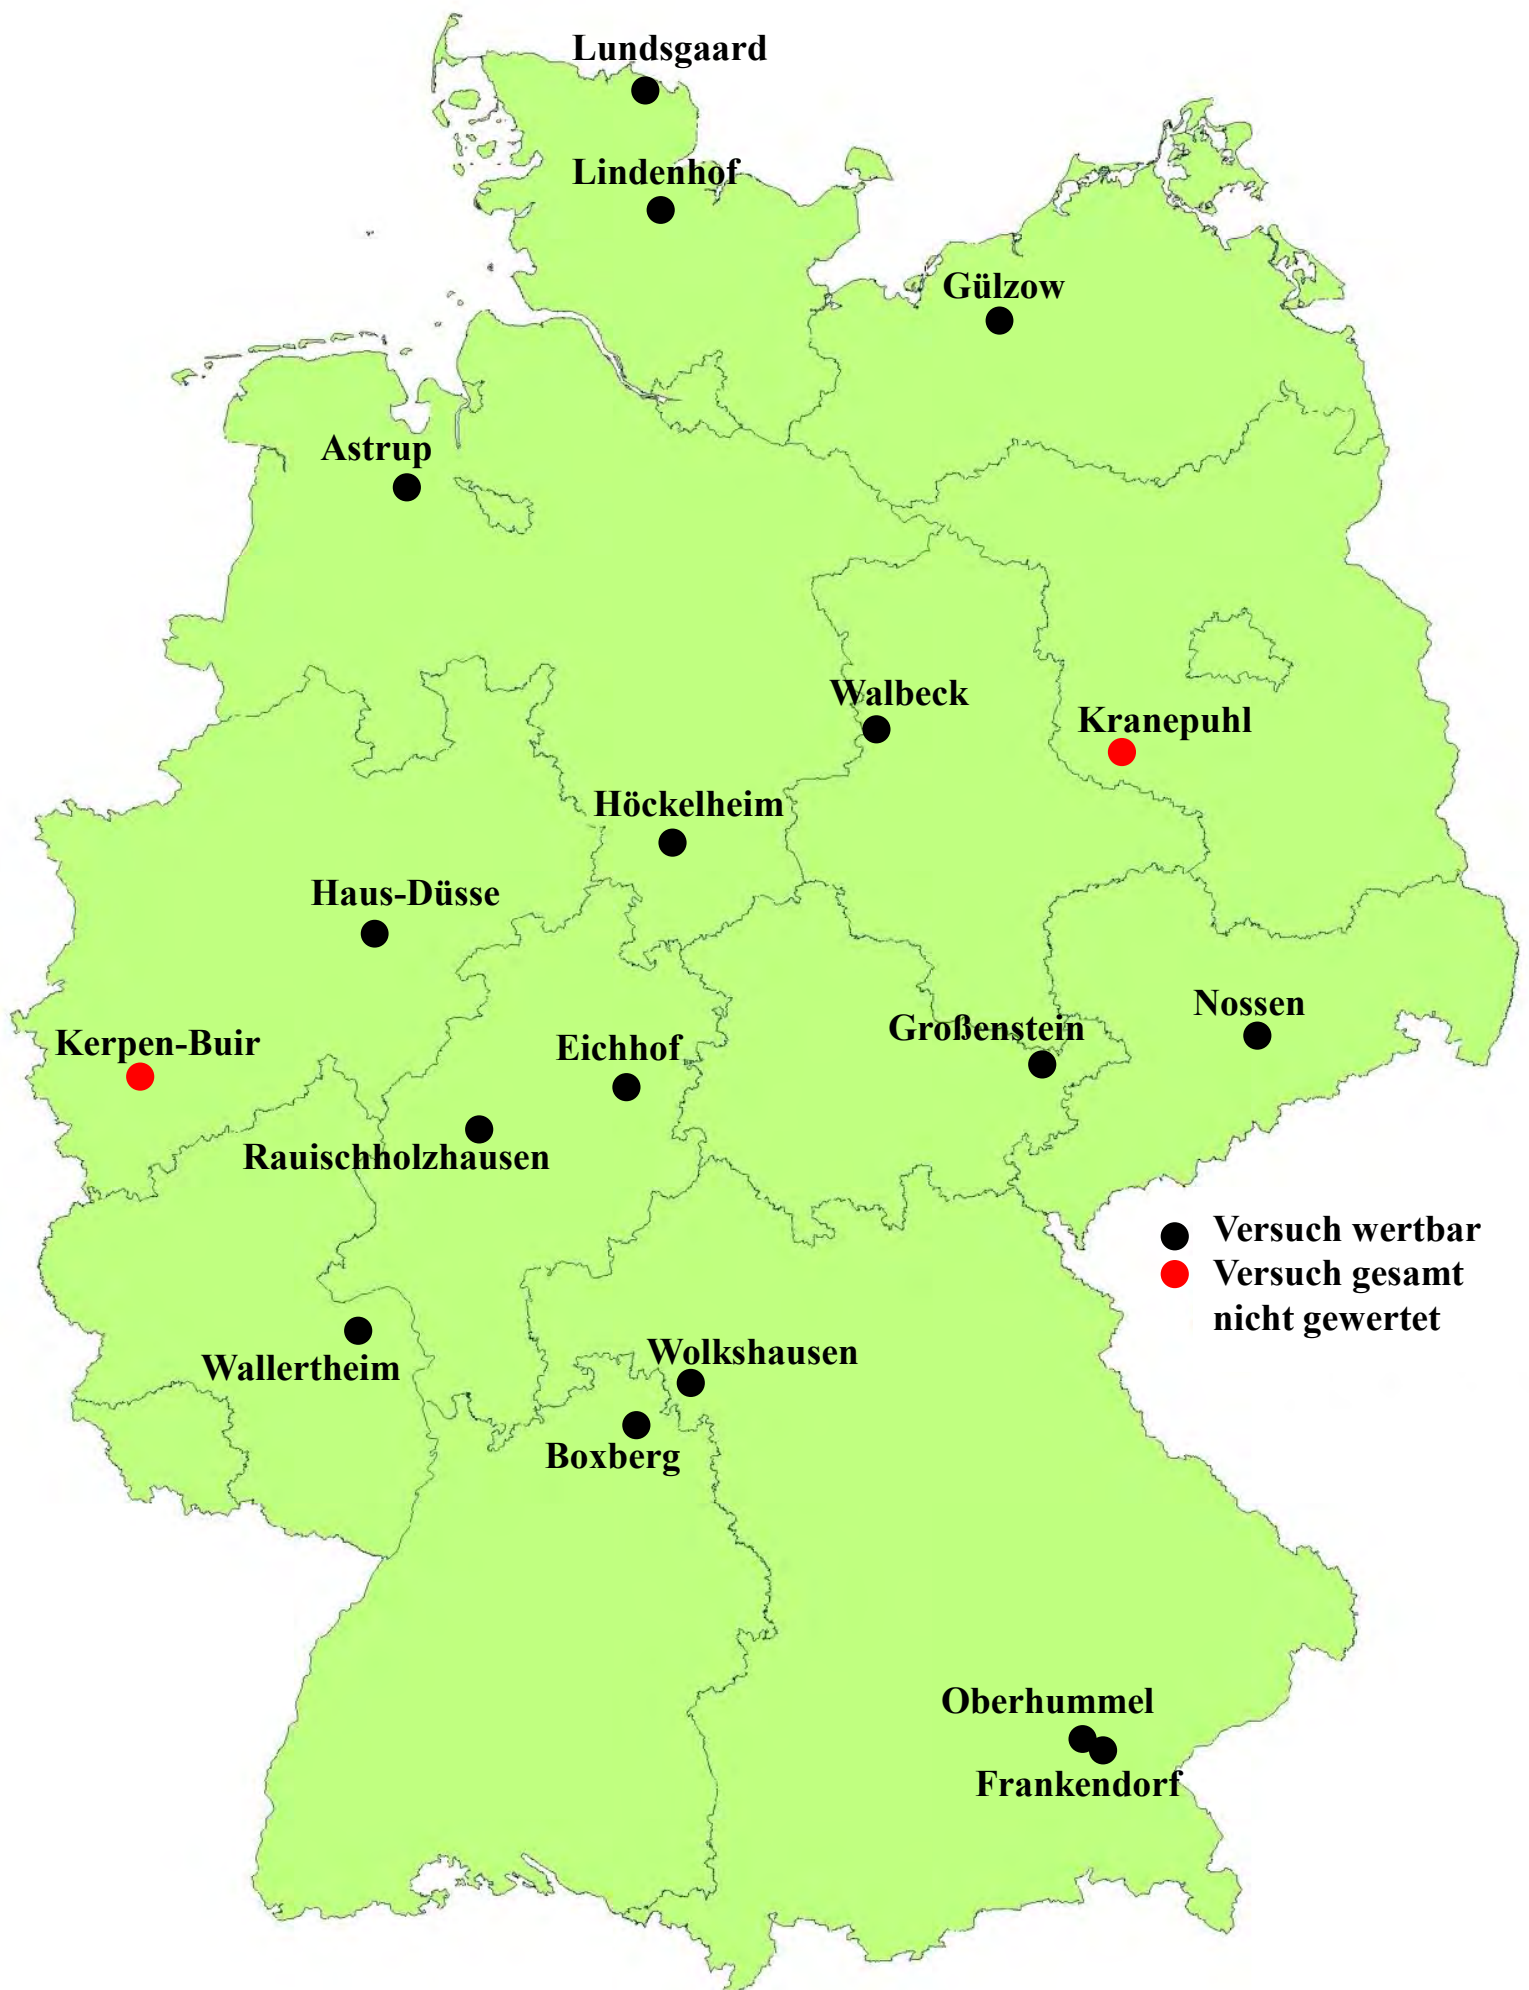 Lundsgaard
Lindenhof
Gülzow
Astrup
Walbeck
Kranepuhl
Höckelheim
Haus-Düsse
Nossen
Großenstein
Kerpen-Buir
Eichhof
Rauischholzhausen
Versuch wertbar
Versuch gesamt
nicht gewertet
Wolkshausen
Wallertheim
Boxberg
Oberhummel
Frankendorf